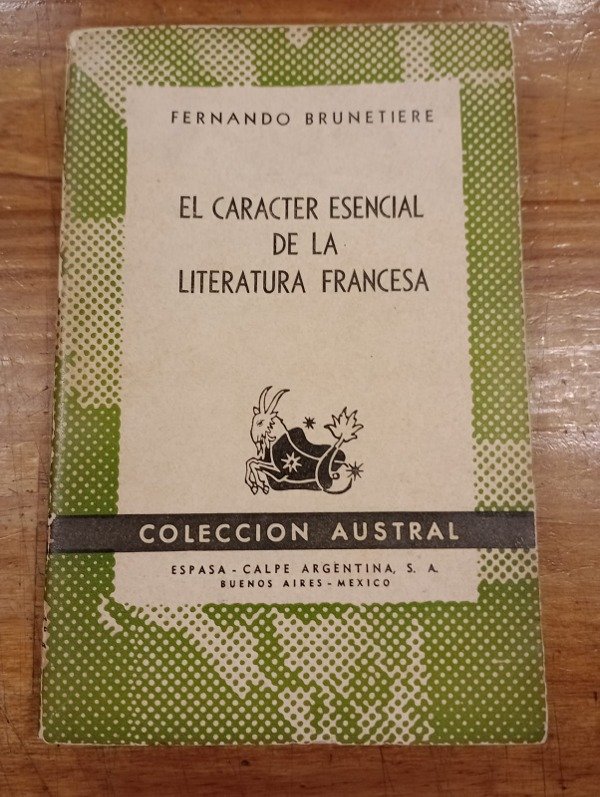 FERNANDO BRUNETIERE
EL CARACTER ESENCIAL
DE LA
LITERATURA FRANCESA
COLECCION AUSTRAL
ESPASA - CALPE ARGENTINA, S. A.
BUENOS AIRES - MEXICO